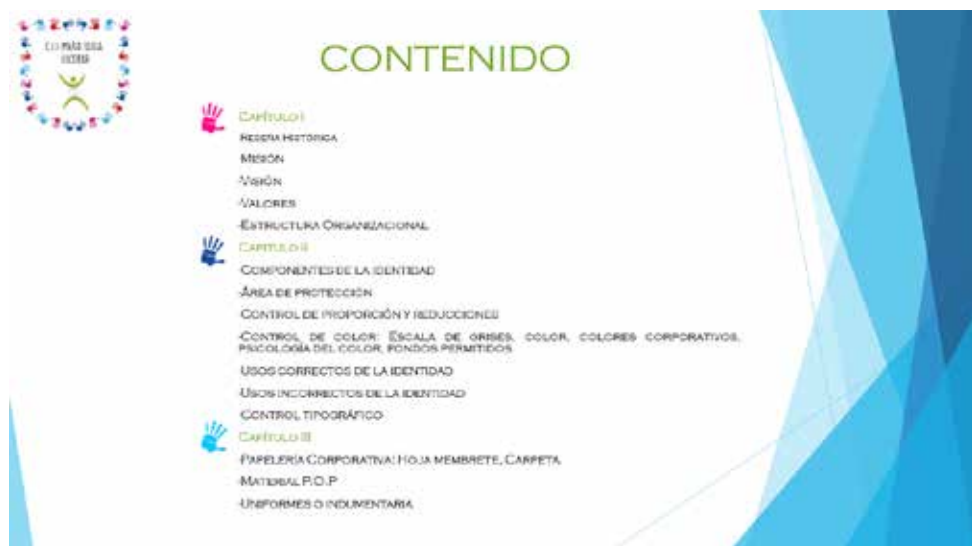 CONTENIDO
CAPÍTULO I
RESEÑA HISTÓRICA
-MISIÓN
-VISIÓN
-VALORES
-ESTRUCTURA ORGANIZACIONAL
CAPITULO II
-COMPONENTES DE LA IDENTIDAD
-ÁREA DE PROTECCIÓN
CONTROL DE PROPORCIÓN Y REDUCCIONES
-CONTROL DE COLOR: ESCALA DE GRISES, COLOR, COLORES CORPORATIVOS,
PSICOLOGÍA DEL COLOR, FONDOS PERMITIDOS
USOS CORRECTOS DE LA IDENTIDAD
-USOS INCORRECTOS DE LA IDENTIDAD
-CONTROL TIPOGRÁFICO
CAPÍTULO III
-PAPELERÍA CORPORATIVA: HOJA MEMBRETE, CARPETA
-MATERIAL P.O.P
-UNIFORMES O INDUMENTARIA